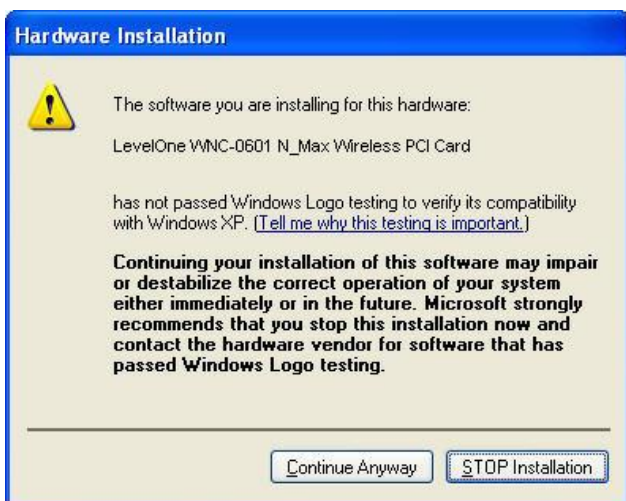 Hardware Installation
The software you are installing for this hardware:
LevelOne WNC-0601 N_Max Wireless PCI Card
has not passed Windows Logo testing to verify its compatibility
with Windows XP. (Tell me why this testing is important.)
Continuing your installation of this software may impair
or destabilize the correct operation of your system
either immediately or in the future. Microsoft strongly
recommends that you stop this installation now and
contact the hardware vendor for software that has
passed Windows Logo testing.
Continue Anyway
STOP Installation